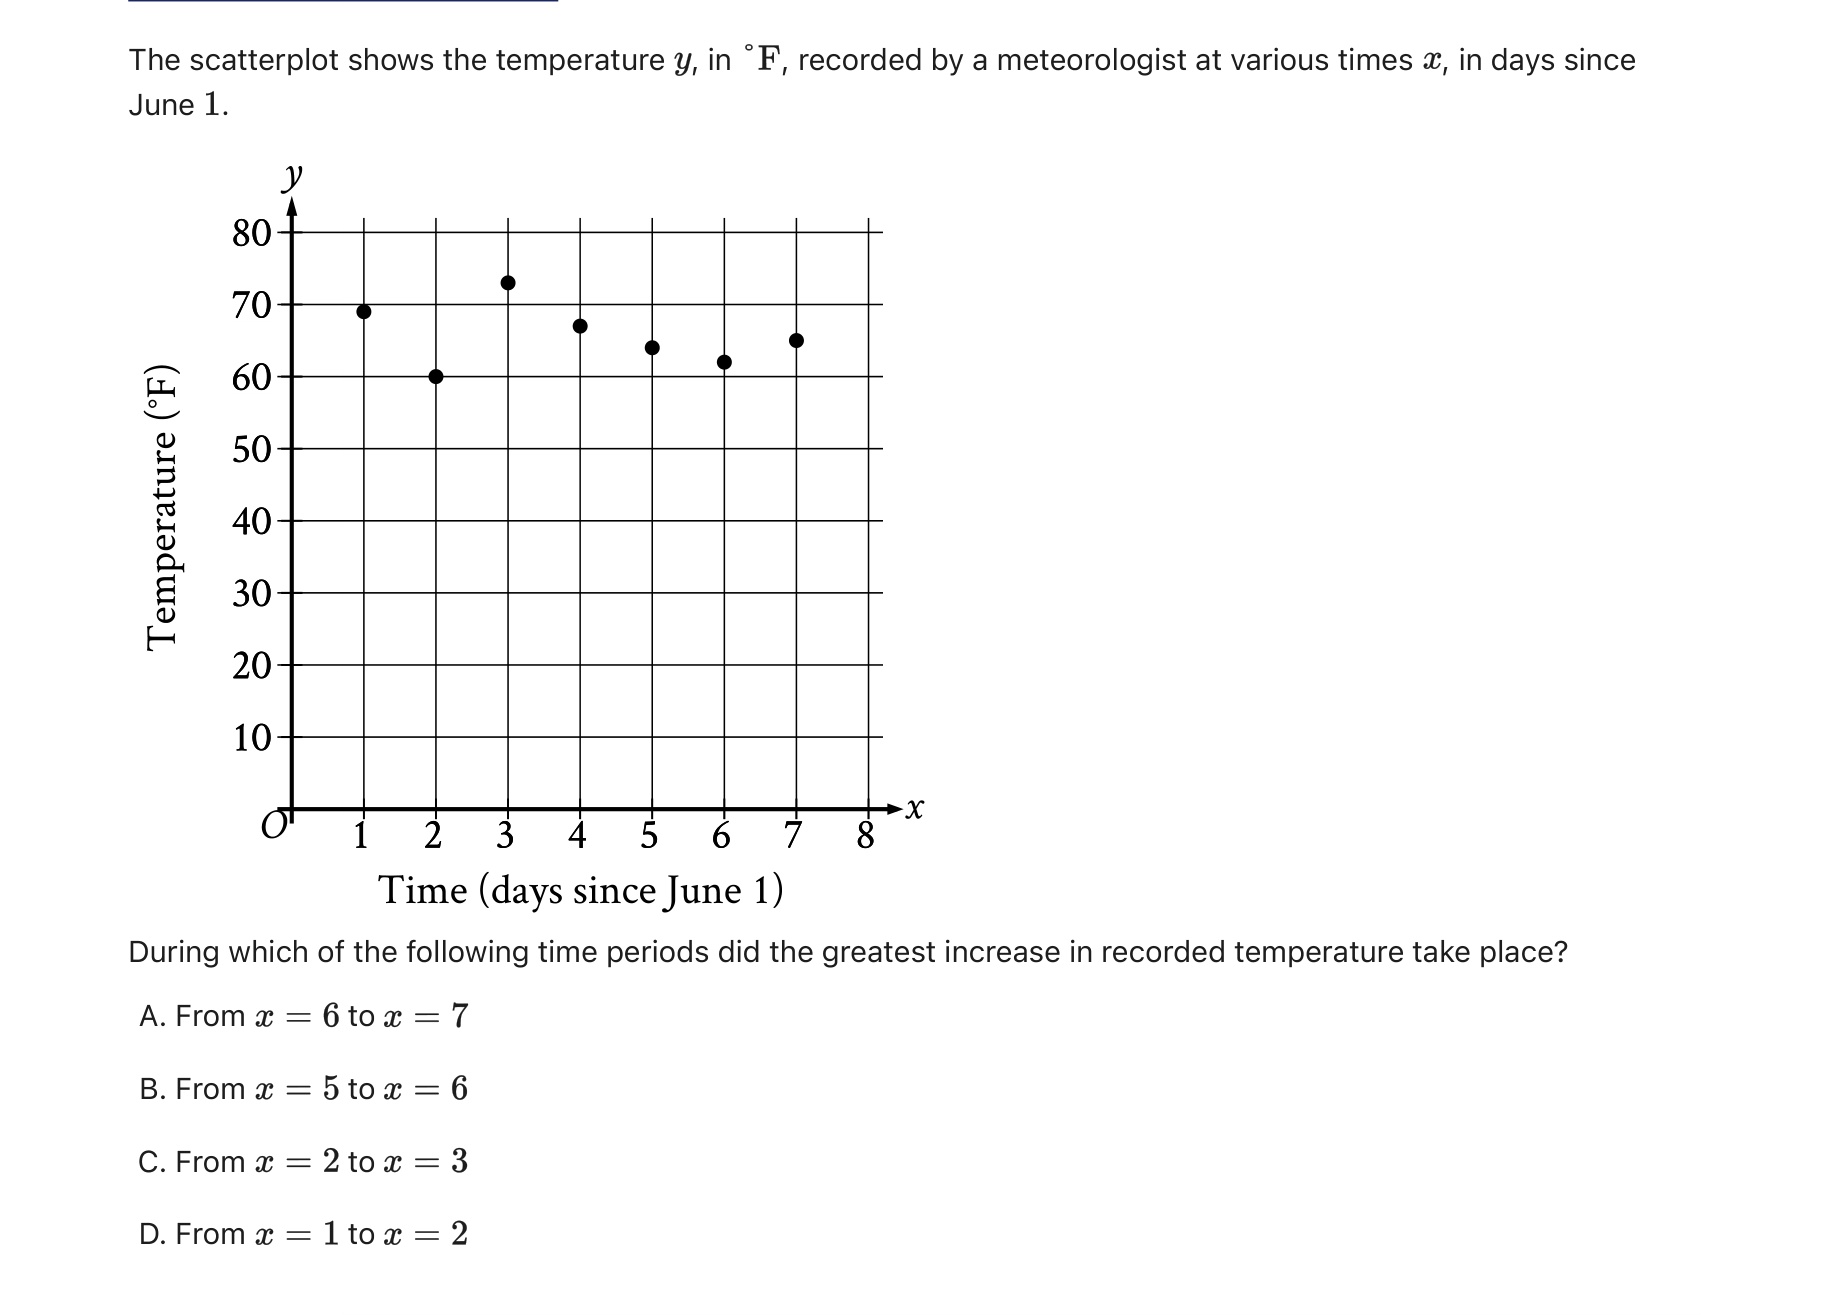 The scatterplot shows the temperature y, in °F, recorded by a meteorologist at various times x, in days since
June 1.
y
80
70
60
50
40
30
20
10
Temperature (°F)
O
x
1 2 3 4 5 6 7 8
Time (days since June 1)
During which of the following time periods did the greatest increase in recorded temperature take place?
A. From x = 6 to x = 7
B. From x = 5 to x = 6
C. From x = 2 to x = 3
D. From x = 1 to x = 2